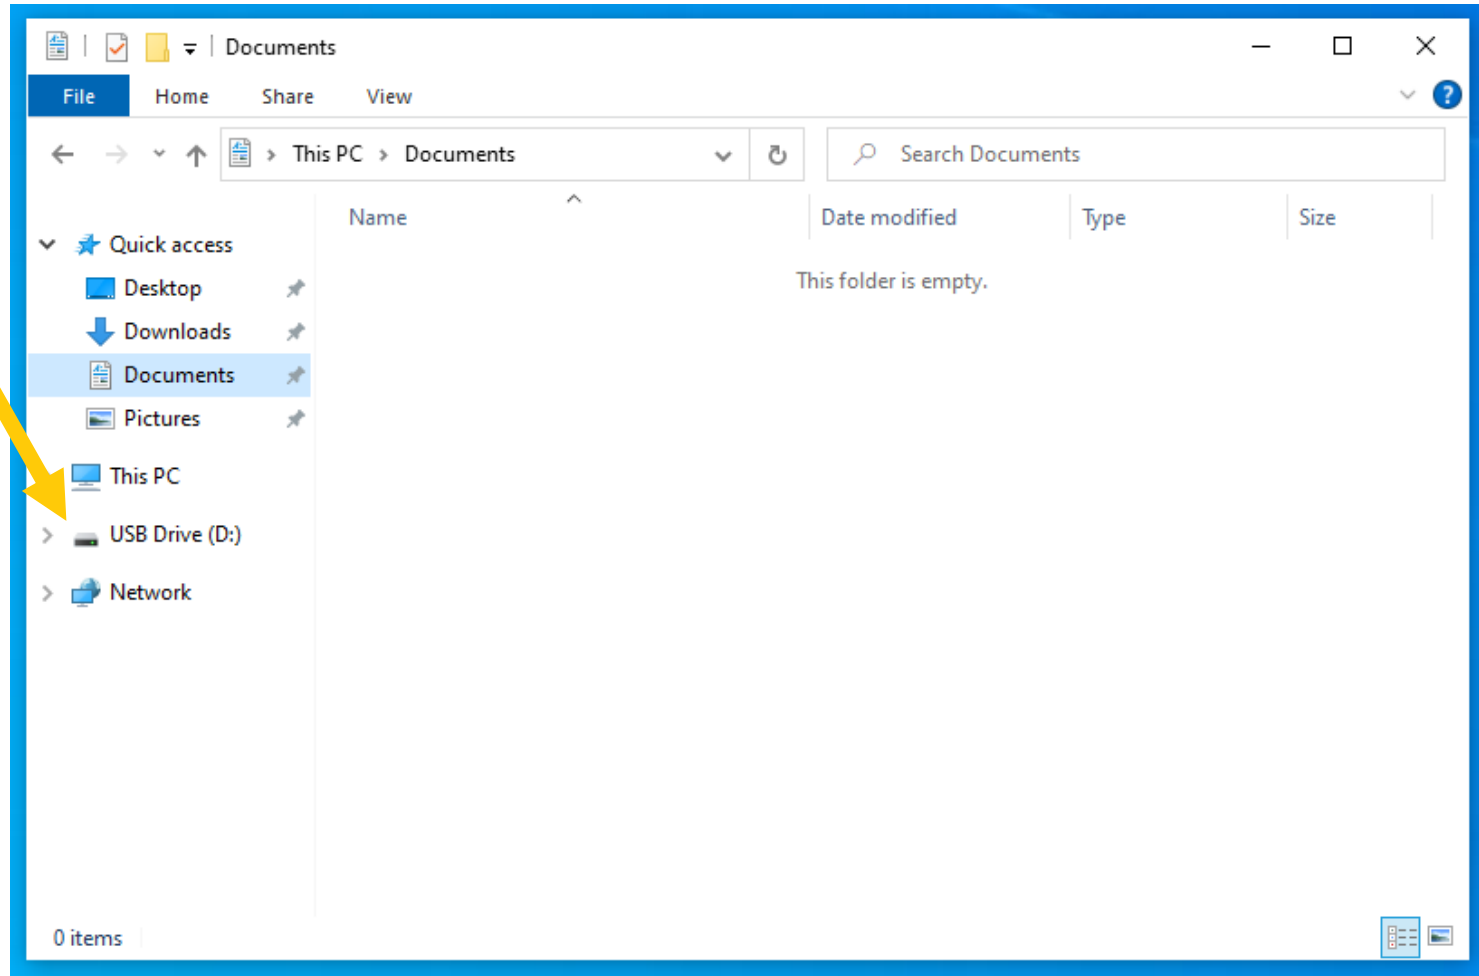 Documents
File Home Share View ?
This PC > Documents
Search Documents
Name Date modified Type Size
Quick access
This folder is empty.
Desktop
Downloads
Documents
Pictures
This PC
USB Drive (D:)
Network
0 items